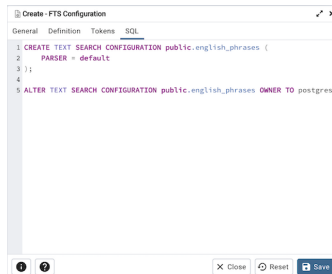 Create - FTS Configuration
General Definition Tokens SQL
1 CREATE TEXT SEARCH CONFIGURATION public.english_phrases (
2 PARSER = default
3 );
4
5 ALTER TEXT SEARCH CONFIGURATION public.english_phrases OWNER TO postgres
i ? Close Reset Save